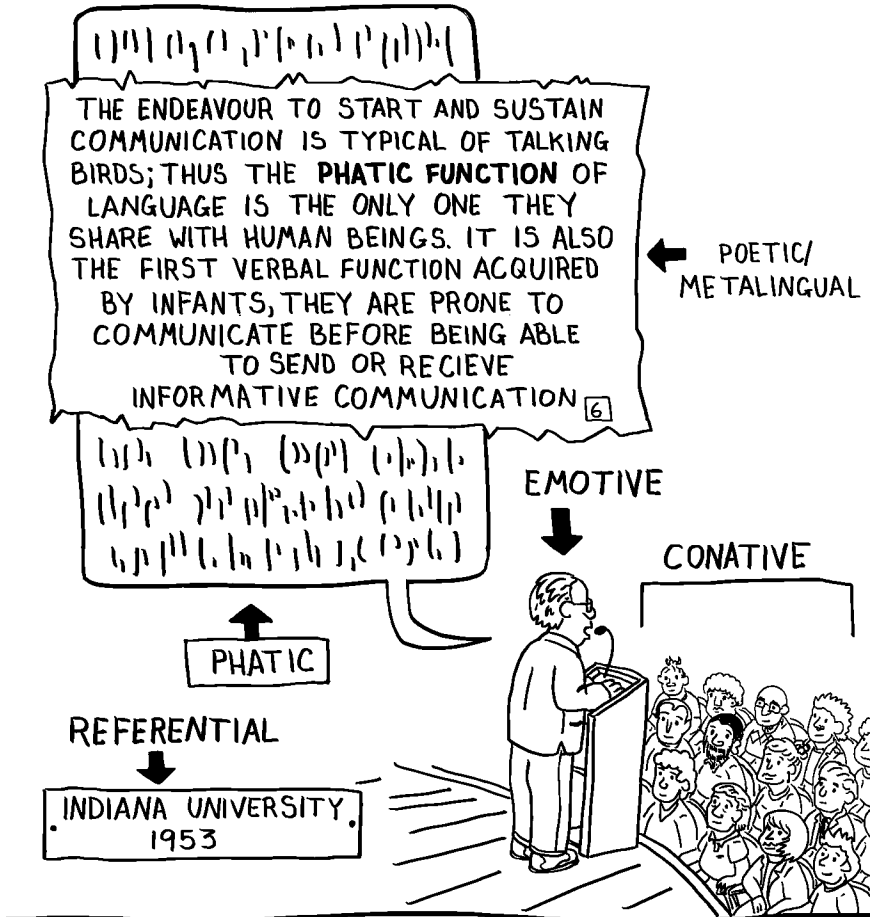 THE ENDEAVOUR TO START AND SUSTAIN
COMMUNICATION IS TYPICAL OF TALKING
BIRDS; THUS THE PHATIC FUNCTION OF
LANGUAGE IS THE ONLY ONE THEY
SHARE WITH HUMAN BEINGS. IT IS ALSO
THE FIRST VERBAL FUNCTION ACQUIRED
BY INFANTS, THEY ARE PRONE TO
COMMUNICATE BEFORE BEING ABLE
TO SEND OR RECIEVE
INFORMATIVE COMMUNICATION 6
POETIC/
METALINGUAL
EMOTIVE
CONATIVE
PHATIC
REFERENTIAL
INDIANA UNIVERSITY
1953